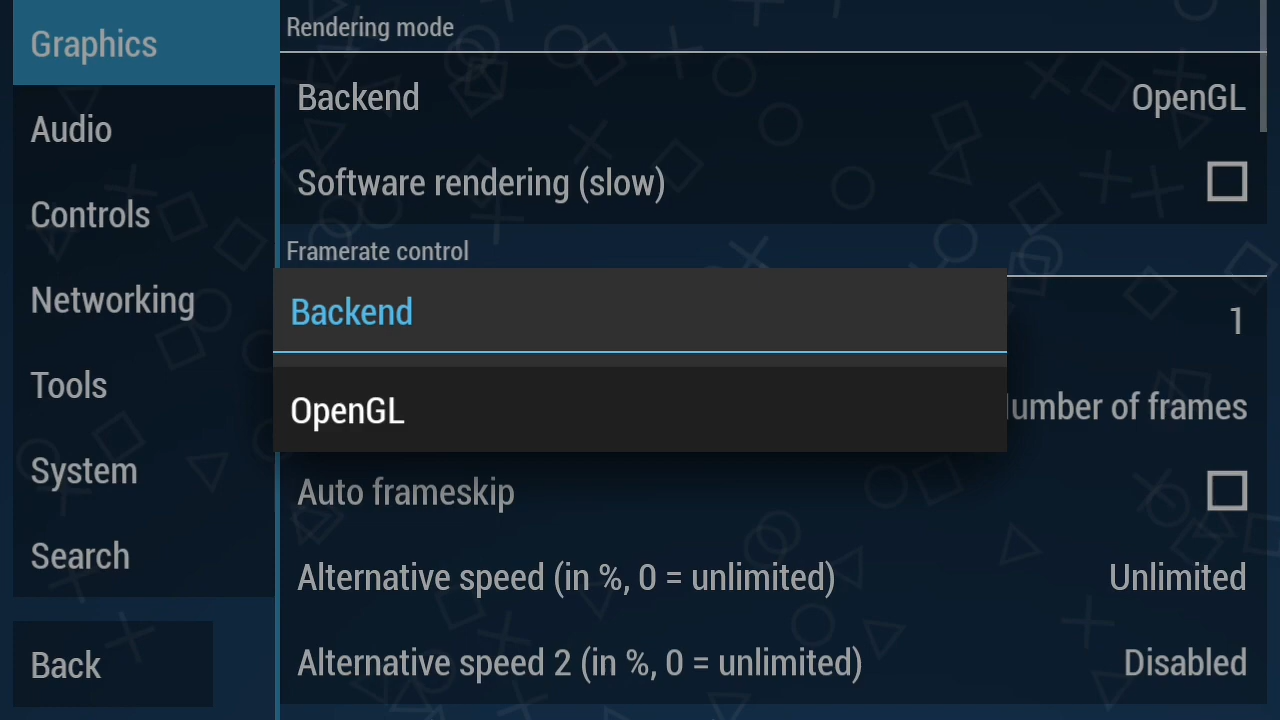 Graphics
Audio
Controls
Networking
Tools
System
Search
Back
Rendering mode
Backend OpenGL
Software rendering (slow)
Framerate control
1
of frames
Auto frameskip
Alternative speed (in %, 0 = unlimited) Unlimited
Alternative speed 2 (in %, 0 = unlimited) Disabled
Backend
OpenGL